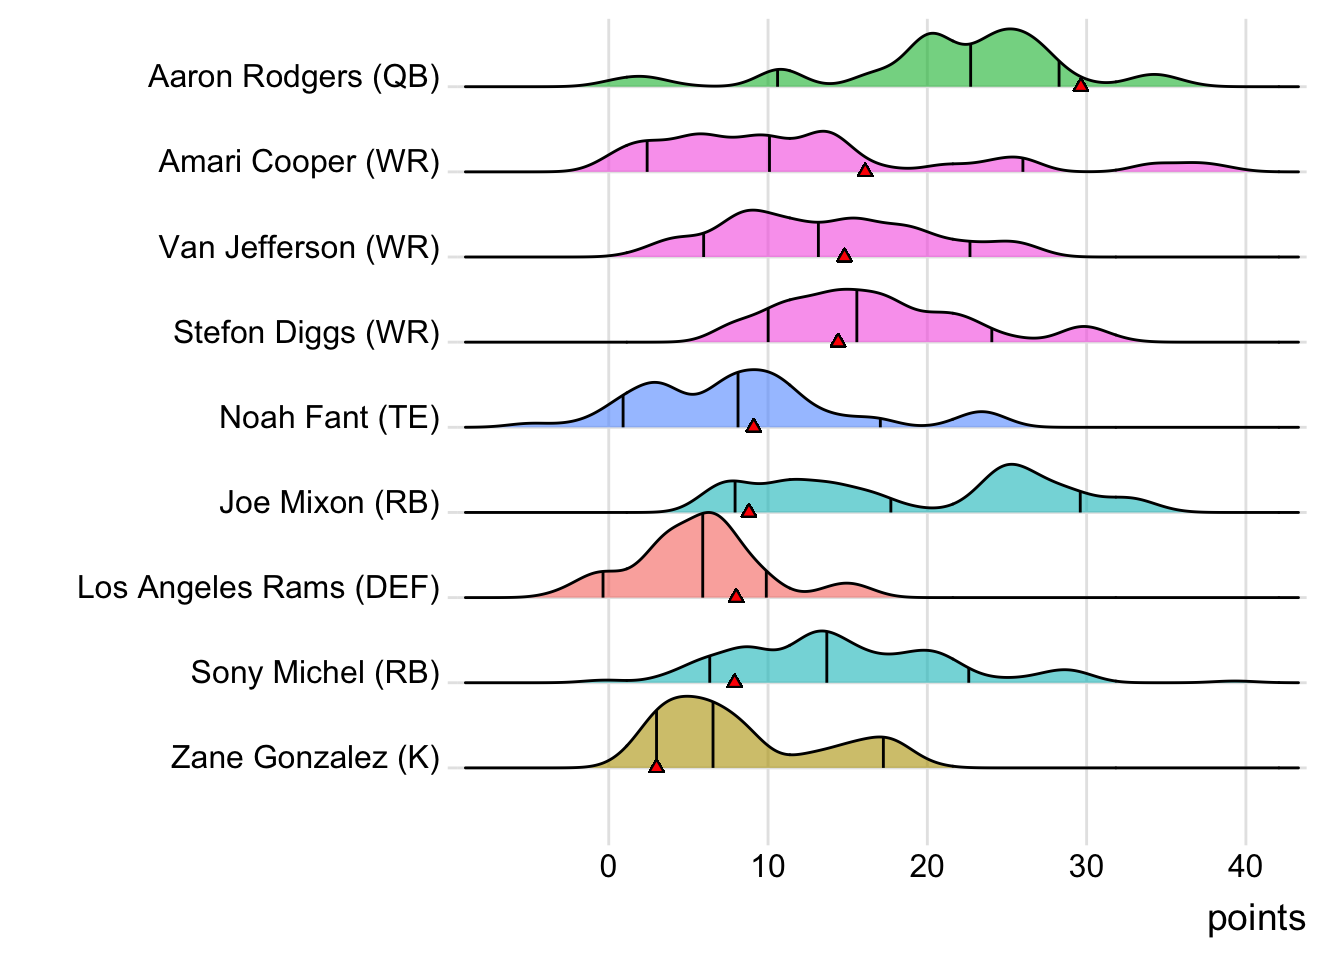 Aaron Rodgers (QB)
Amari Cooper (WR)
Van Jefferson (WR)
Stefon Diggs (WR)
Noah Fant (TE)
Joe Mixon (RB)
Los Angeles Rams (DEF)
Sony Michel (RB)
Zane Gonzalez (K)
0 10 20 30 40
points